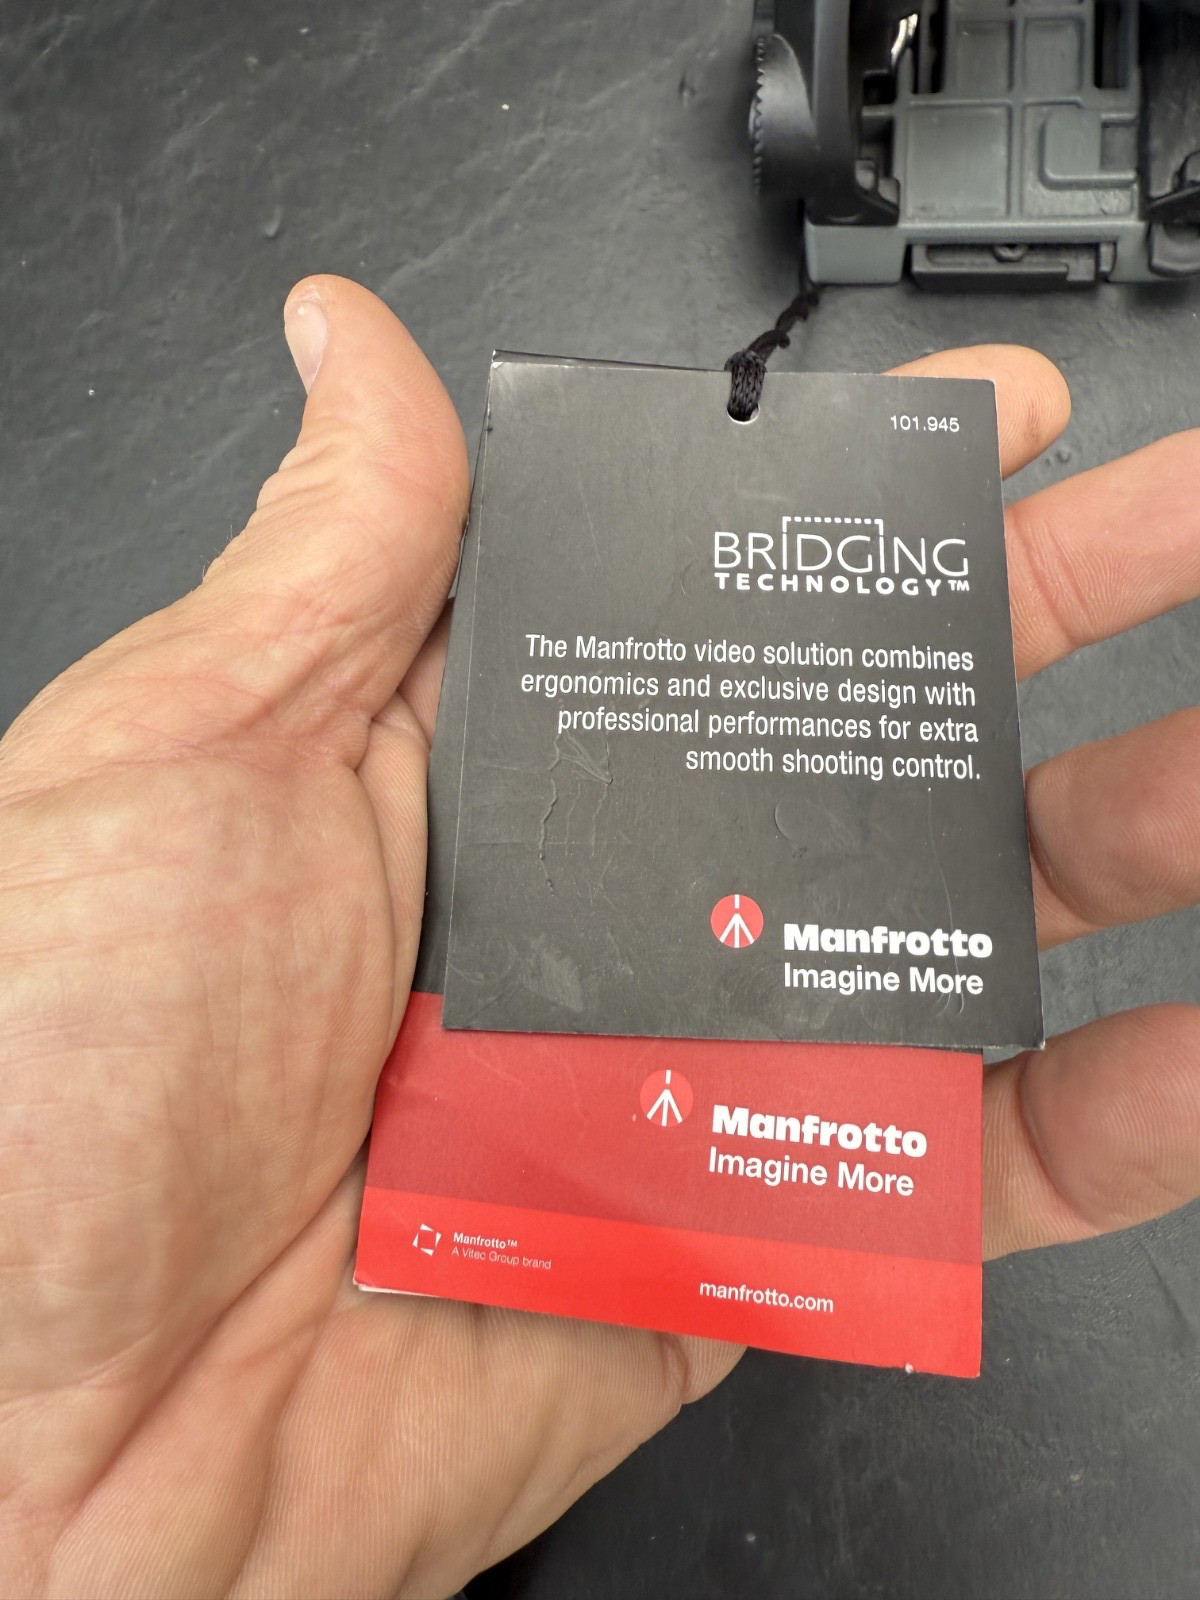 101.945
BRIDGING
TECHNOLOGY™
The Manfrotto video solution combines
ergonomics and exclusive design with
professional performances for extra
smooth shooting control.
Manfrotto
Imagine More
Manfrotto
Imagine More
Manfrotto™
A Vitec Group brand
manfrotto.com